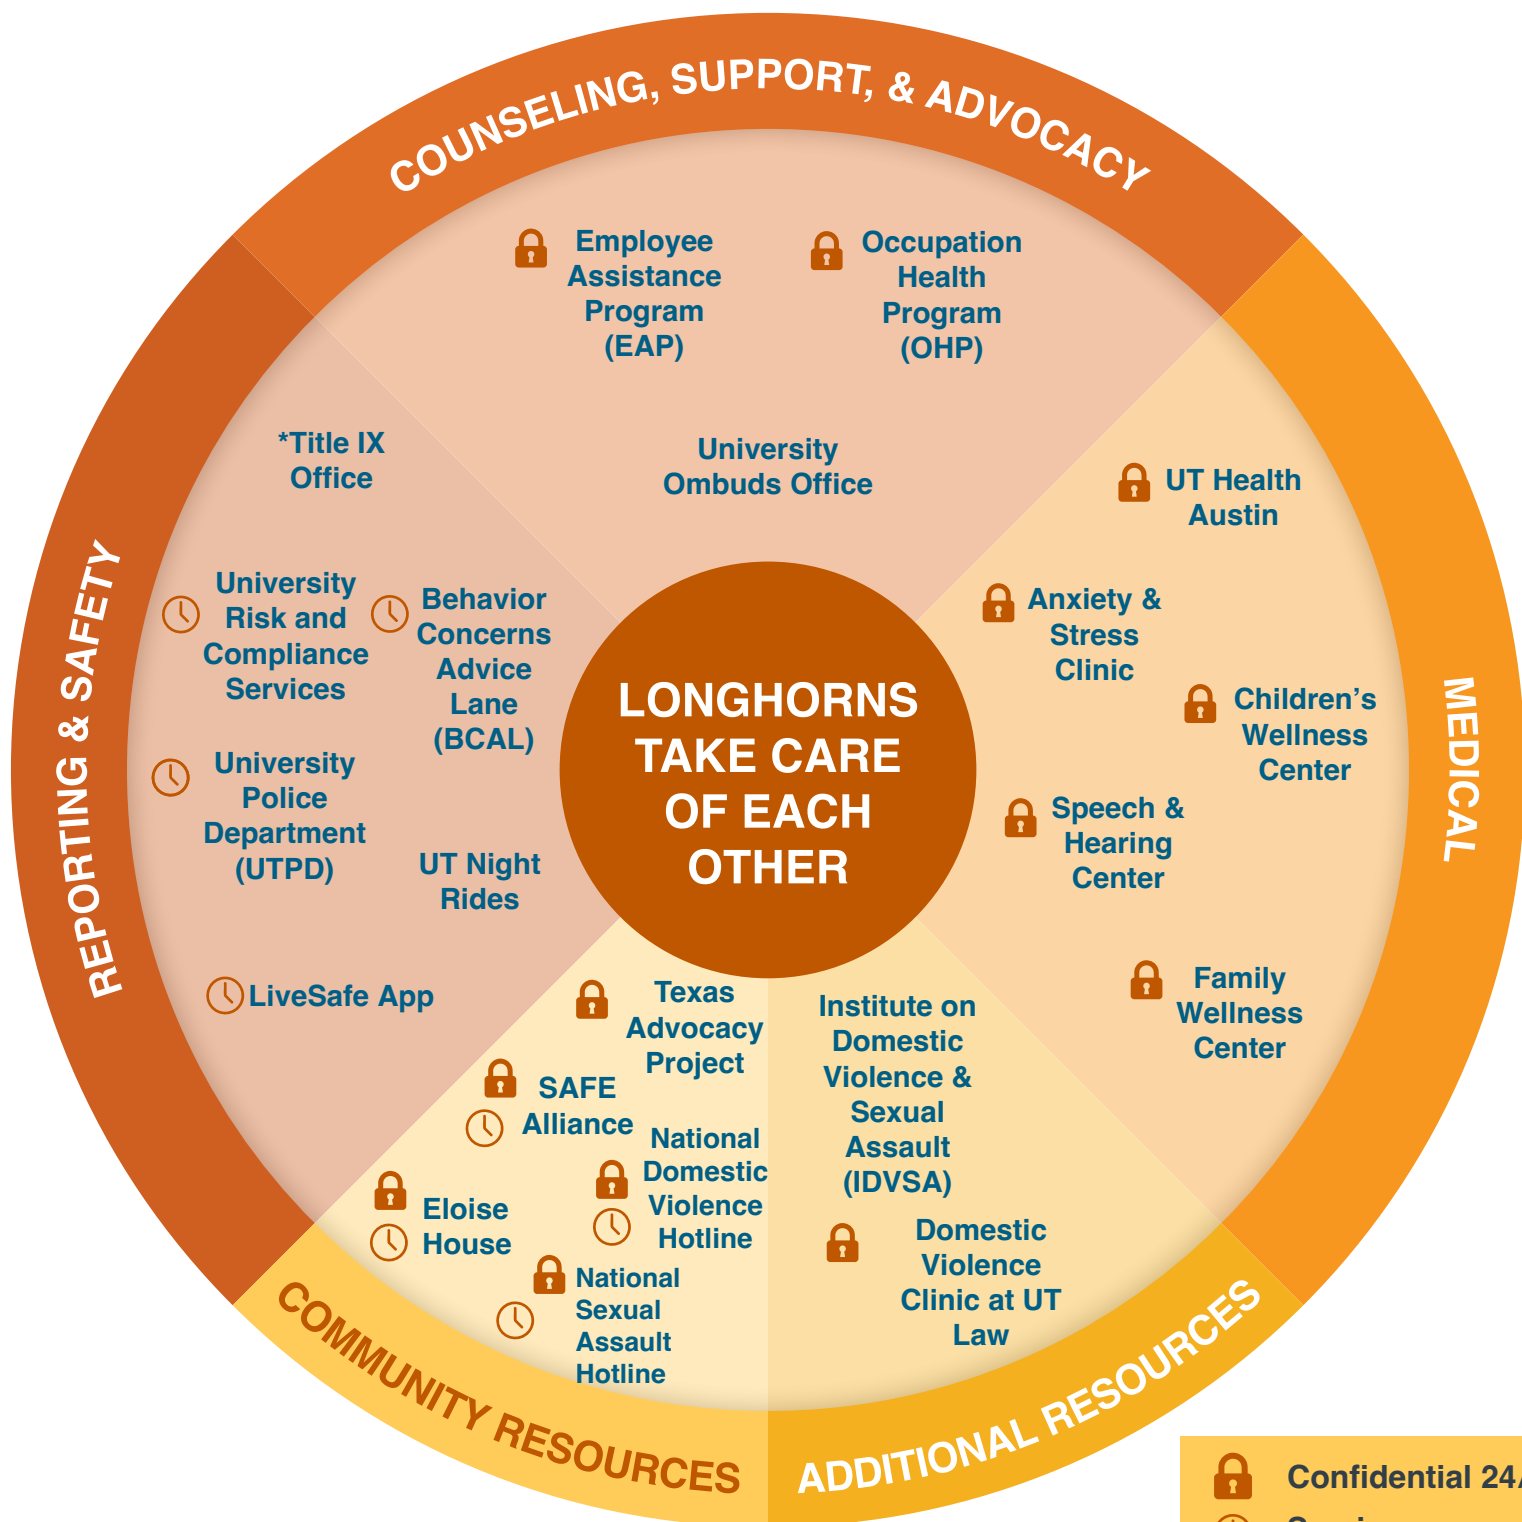 COUNSELING, SUPPORT, & ADVOCACY
Employee
Assistance
Program
(EAP)
Occupation
Health
Program
(OHP)
University
Ombuds Office
MEDICAL
UT Health
Austin
Anxiety &
Stress
Clinic
Children’s
Wellness
Center
Speech &
Hearing
Center
Family
Wellness
Center
REPORTING & SAFETY
*Title IX
Office
University
Risk and
Compliance
Services
Behavior
Concerns
Advice
Lane
(BCAL)
University
Police
Department
(UTPD)
UT Night
Rides
LiveSafe App
LONGHORNS
TAKE CARE
OF EACH
OTHER
COMMUNITY RESOURCES
Texas
Advocacy
Project
SAFE
Alliance
National
Domestic
Violence
Hotline
Eloise
House
National
Sexual
Assault
Hotline
ADDITIONAL RESOURCES
Institute on
Domestic
Violence &
Sexual
Assault
(IDVSA)
Domestic
Violence
Clinic at UT
Law
Confidential 24